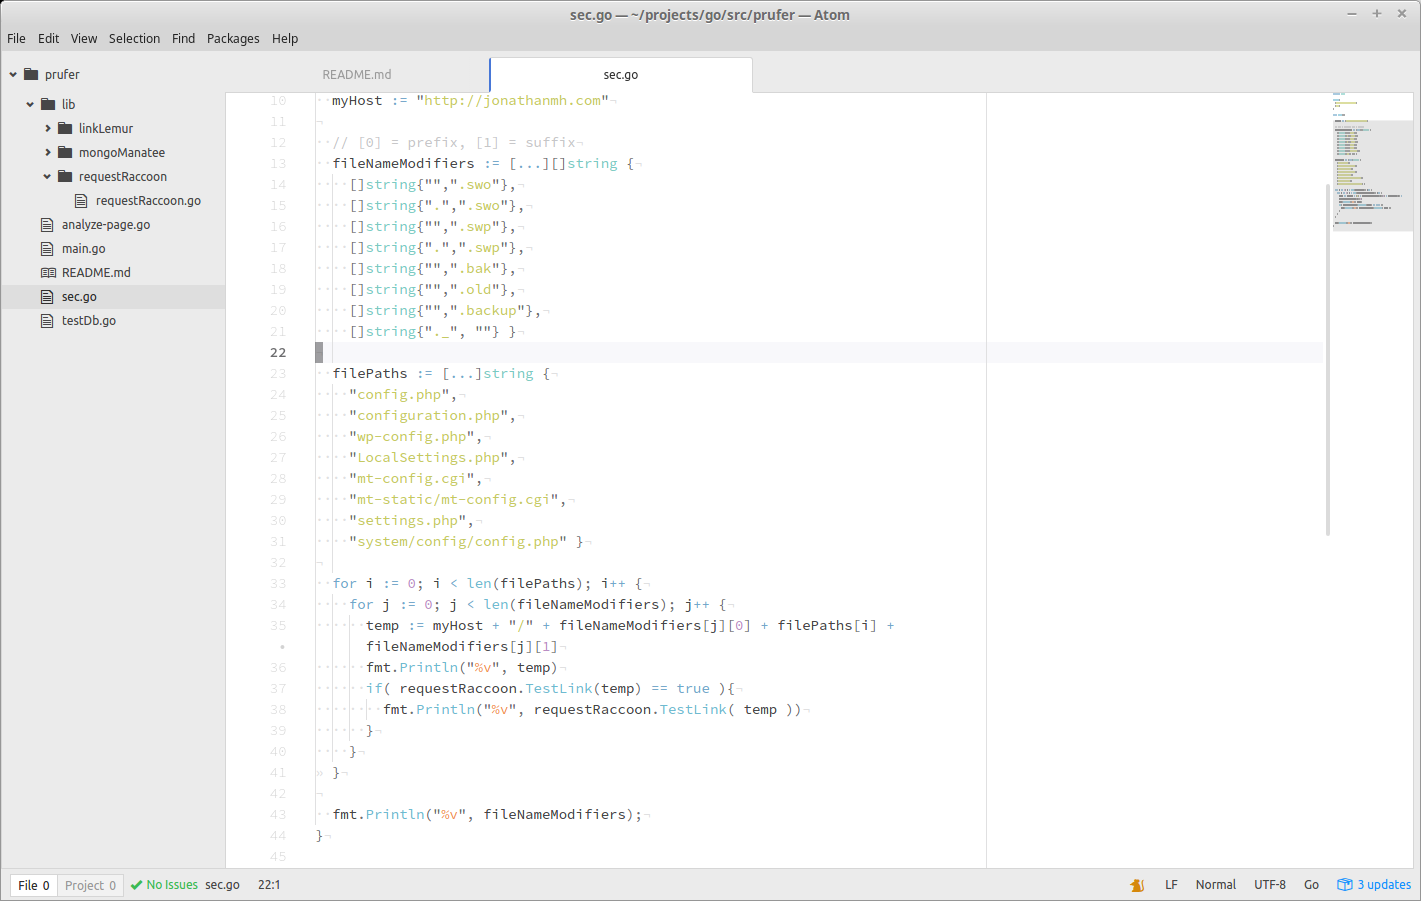 sec.go — ~/projects/go/src/prufer — Atom
File Edit View Selection Find Packages Help
prufer
lib
linkLemur
mongoManatee
requestRaccoon
requestRaccoon.go
analyze-page.go
main.go
README.md
sec.go
testDb.go
README.md sec.go
10 myHost := "http://jonathanmh.com"
11
12 // [0] = prefix, [1] = suffix
13 fileNameModifiers := [...][]string {
14 []string{"",".swo"},
15 []string{".",".swo"},
16 []string{"",".swp"},
17 []string{".",".swp"},
18 []string{"",".bak"},
19 []string{"",".old"},
20 []string{"",".backup"},
21 []string{"._", ""} }
22
23 filePaths := [...]string {
24 "config.php",
25 "configuration.php",
26 "wp-config.php",
27 "LocalSettings.php",
28 "mt-config.cgi",
29 "mt-static/mt-config.cgi",
30 "settings.php",
31 "system/config/config.php" }
32
33 for i := 0; i < len(filePaths); i++ {
34 for j := 0; j < len(fileNameModifiers); j++ {
35 temp := myHost + "/" + fileNameModifiers[j][0] + filePaths[i] +
• fileNameModifiers[j][1]
36 fmt.Println("%v", temp)
37 if( requestRaccoon.TestLink(temp) == true ){
38 fmt.Println("%v", requestRaccoon.TestLink( temp ))
39 }
40 }
41 }
42
43 fmt.Println("%v", fileNameModifiers);
44 }
45
File 0 Project 0 No Issues sec.go 22:1 LF Normal UTF-8 Go 3 updates